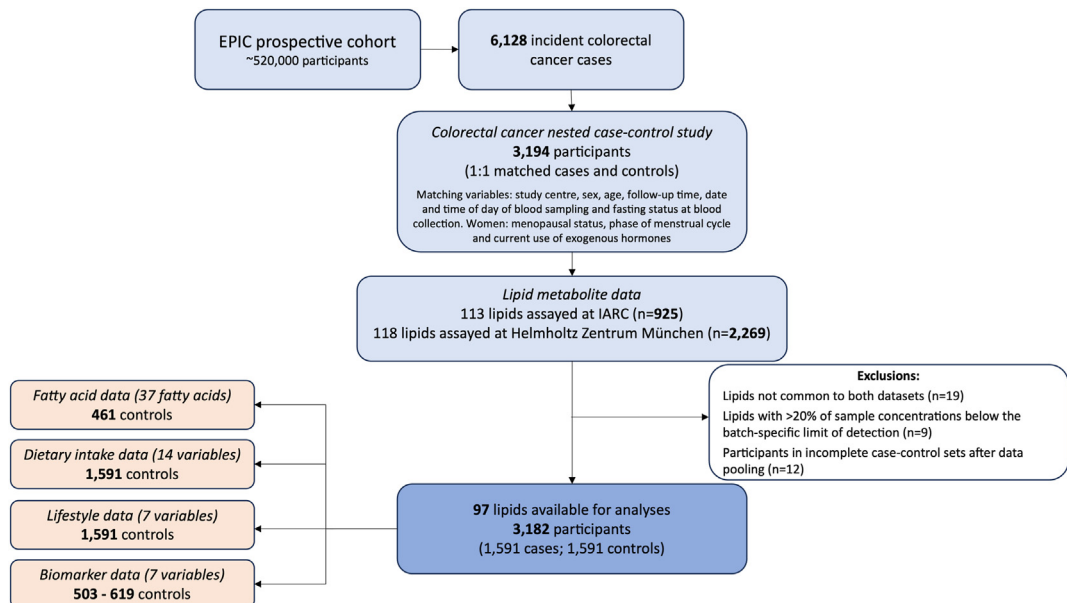 EPIC prospective cohort
~520,000 participants
6,128 incident colorectal
cancer cases
Colorectal cancer nested case-control study
3,194 participants
(1:1 matched cases and controls)
Matching variables: study centre, sex, age, follow-up time, date
and time of day of blood sampling and fasting status at blood
collection. Women: menopausal status, phase of menstrual cycle
and current use of exogenous hormones
Lipid metabolite data
113 lipids assayed at IARC (n=925)
118 lipids assayed at Helmholtz Zentrum München (n=2,269)
Exclusions:
Lipids not common to both datasets (n=19)
Lipids with >20% of sample concentrations below the
batch-specific limit of detection (n=9)
Participants in incomplete case-control sets after data
pooling (n=12)
Fatty acid data (37 fatty acids)
461 controls
Dietary intake data (14 variables)
1,591 controls
Lifestyle data (7 variables)
1,591 controls
Biomarker data (7 variables)
503 - 619 controls
97 lipids available for analyses
3,182 participants
(1,591 cases; 1,591 controls)